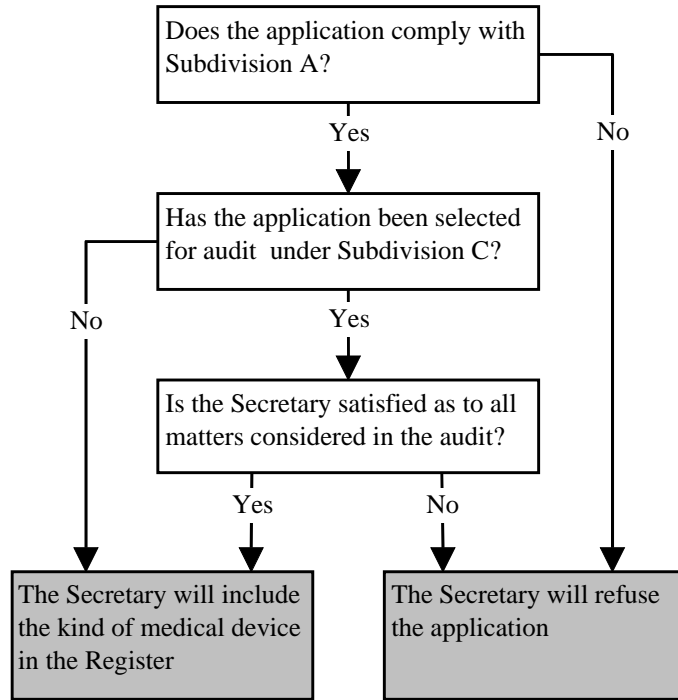 Does the application comply with
Subdivision A?
Yes
No
Has the application been selected
for audit under Subdivision C?
No
Yes
Is the Secretary satisfied as to all
matters considered in the audit?
Yes
No
The Secretary will include
the kind of medical device
in the Register
The Secretary will refuse
the application